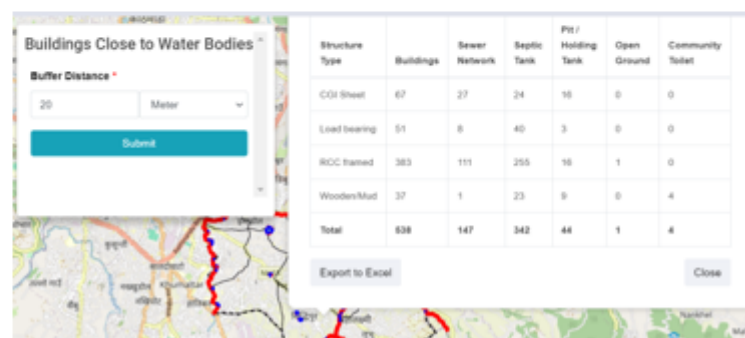 Buildings Close to Water Bodies
Buffer Distance *
20 Meter
Submit
Structure Type Buildings Sewer Network Septic Tank Pit / Holding Tank Open Ground Community Toilet
CGI Sheet 67 27 24 16 0 0
Load bearing 51 8 40 3 0 0
RCC framed 383 111 255 16 1 0
Wooden/Mud 37 1 23 9 0 4
Total 538 147 342 44 1 4
Export to Excel Close
Khumaltar
Nankhel